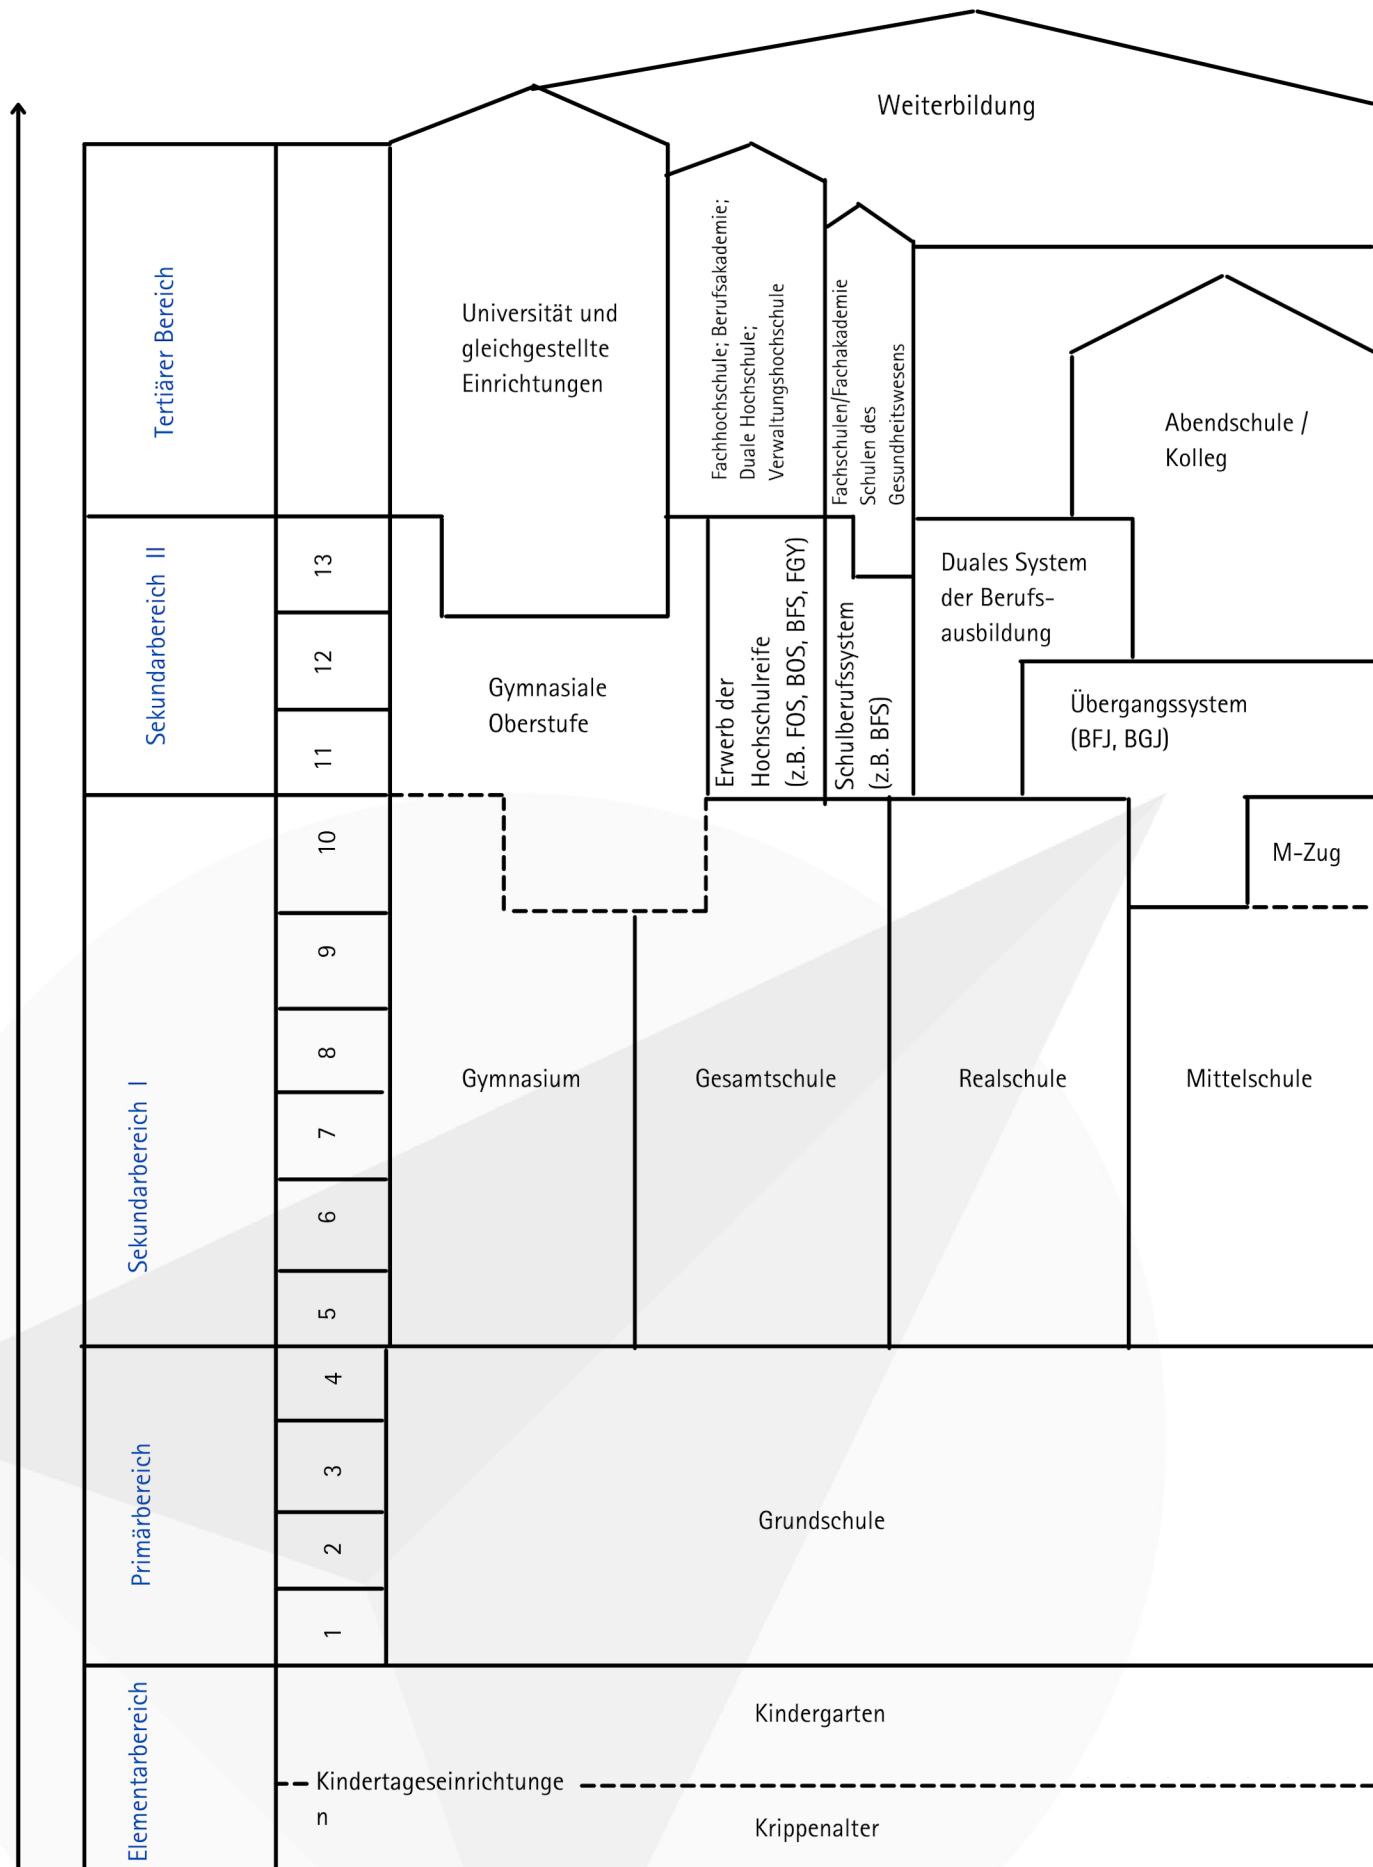 Weiterbildung
Tertiärer Bereich
Universität und
gleichgestellte
Einrichtungen
Fachhochschule; Berufsakademie;
Duale Hochschule;
Verwaltungshochschule
Fachschulen/Fachakademie
Schulen des
Gesundheitswesens
Abendschule /
Kolleg
Sekundarbereich II
13
12
11
Gymnasiale
Oberstufe
Erwerb der
Hochschulreife
(z.B. FOS, BOS, BFS, FGY)
Schulberufssystem
(z.B. BFS)
Duales System
der Berufs-
ausbildung
Übergangssystem
(BFJ, BGJ)
Sekundarbereich I
10
9
8
7
6
5
M-Zug
Gymnasium
Gesamtschule
Realschule
Mittelschule
Primärbereich
4
3
2
1
Grundschule
Elementarbereich
Kindergarten
Kindertageseinrichtunge
n
Krippenalter